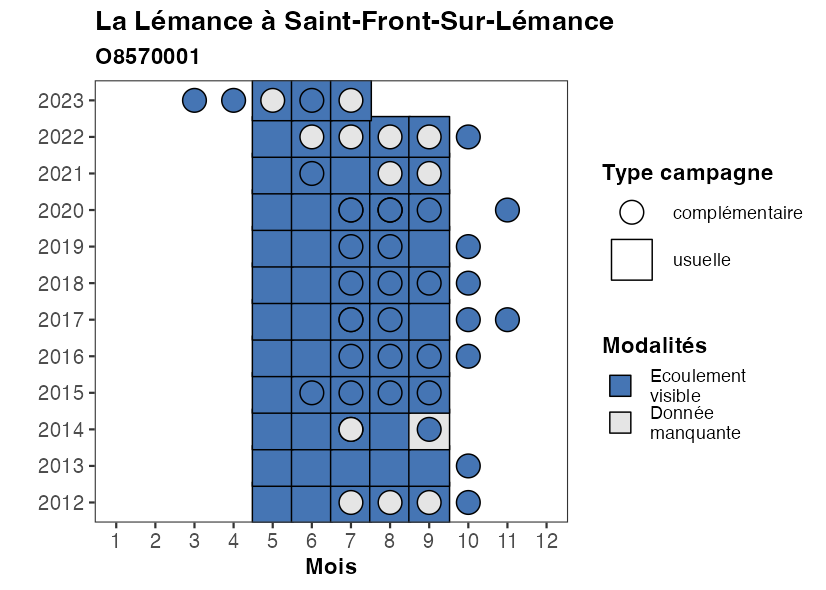 La Lémance à Saint-Front-Sur-Lémance
O8570001
2023
2022
2021
2020
2019
2018
2017
2016
2015
2014
2013
2012
1 2 3 4 5 6 7 8 9 10 11 12
Mois
Type campagne
complémentaire
usuelle
Modalités
Ecoulement
visible
Donnée
manquante